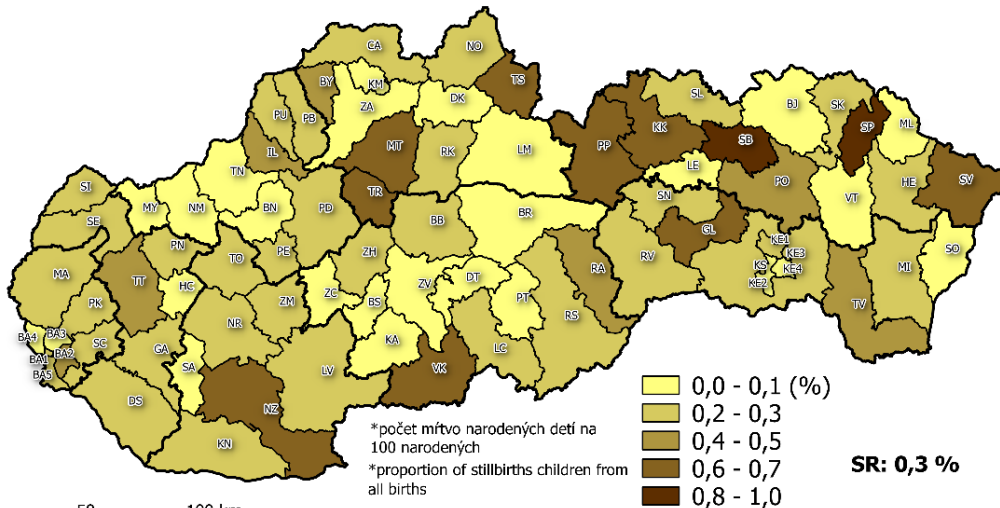 CA
NO
BY
KM
TS
ZA
DK
PU
PB
SL
BJ
SK
KK
SP
ML
IL
MT
RK
LM
PP
SB
LE
TN
PO
HE
SV
SI
TR
MY
NM
BN
PD
SN
VT
SE
BB
BR
GL
PN
PE
ZH
KE1
SO
MA
TT
TO
RV
KE3
HC
ZC
ZV
DT
RA
KS
KE4
MI
PK
ZM
BS
PT
KE2
NR
RS
TV
BA4
BA3
SC
GA
KA
BA1
BA2
SA
LV
LC
BA5
VK
DS
NZ
KN
0,0 - 0,1 (%)
0,2 - 0,3
0,4 - 0,5
0,6 - 0,7
0,8 - 1,0
*počet mŕtvo narodených detí na
100 narodených
*proportion of stillbirths children from
all births
SR: 0,3 %